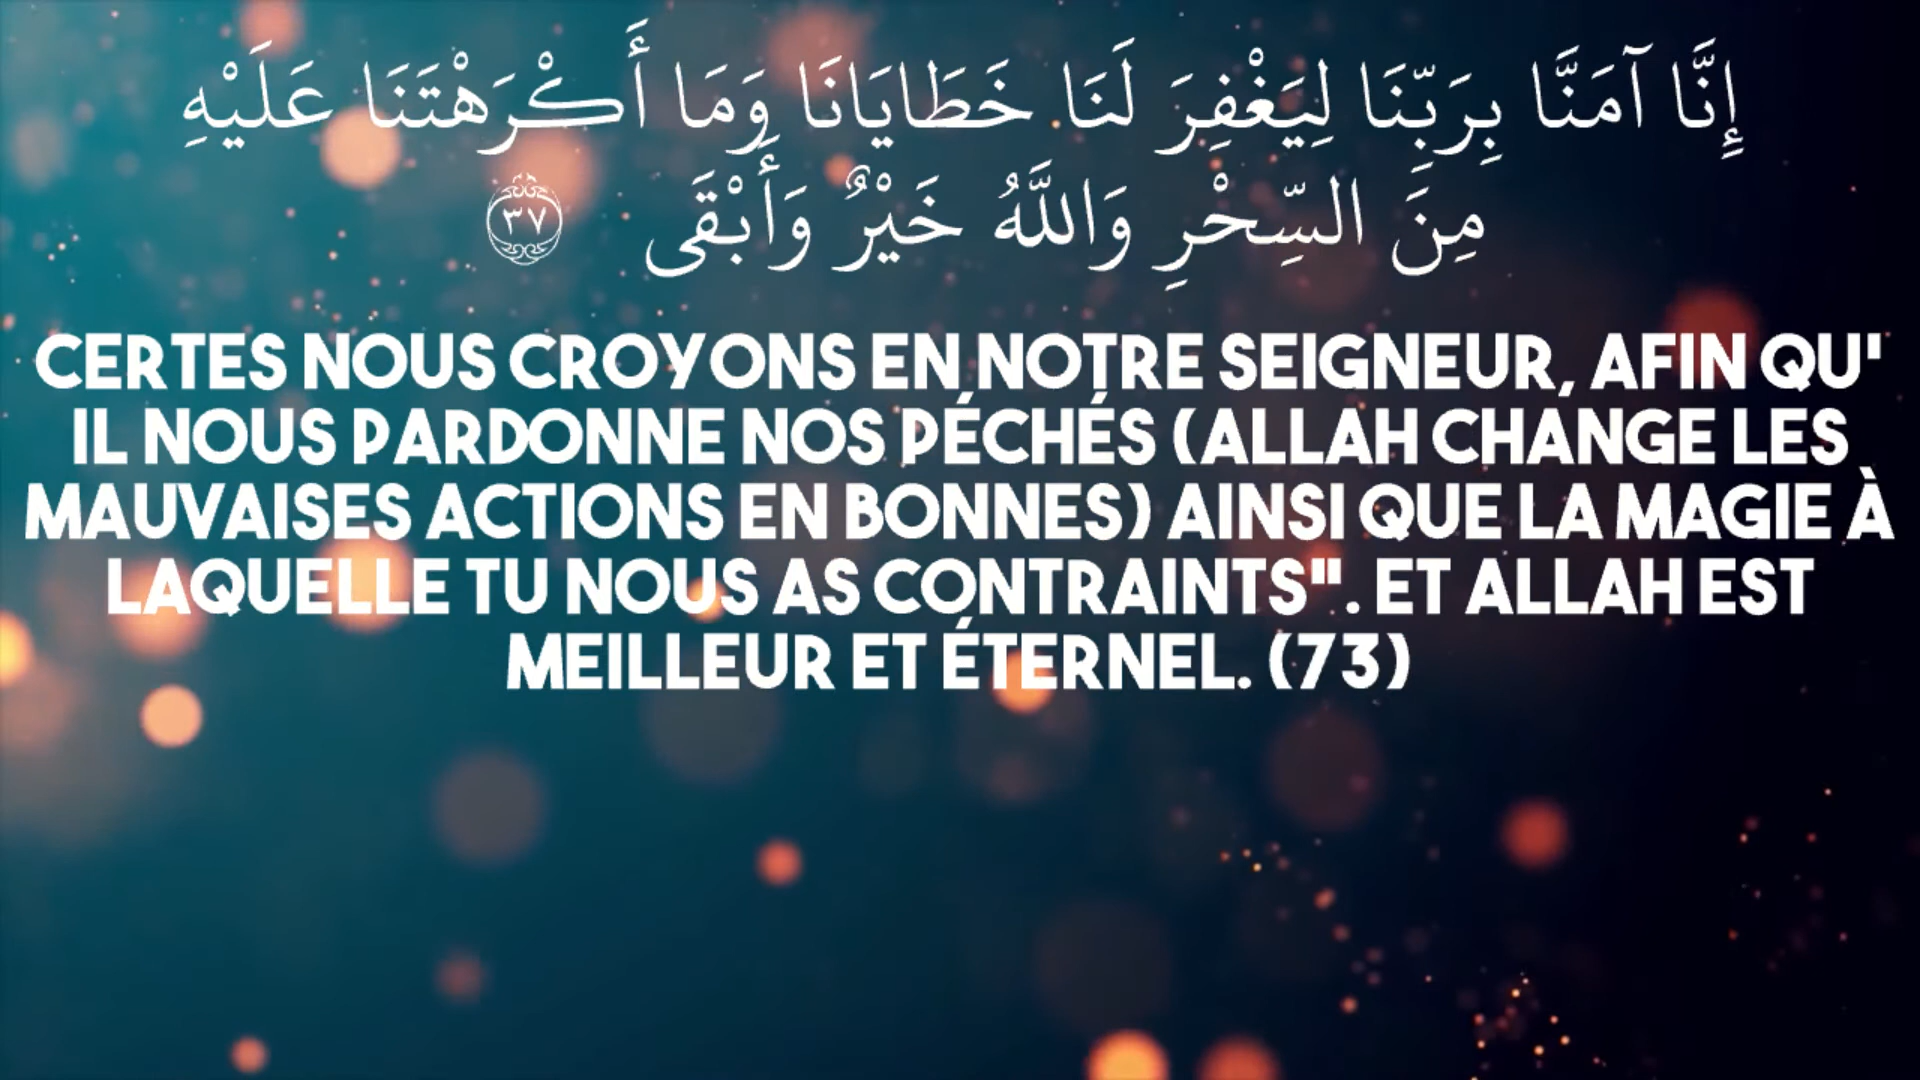 إِنَّا آمَنَّا بِرَبِّنَا لِيَغْفِرَ لَنَا خَطَايَانَا وَمَا أَكْرَهْتَنَا عَلَيْهِ
مِنَ السِّحْرِ وَاللَّهُ خَيْرٌ وَأَبْقَى ٣٧
CERTES NOUS CROYONS EN NOTRE SEIGNEUR, AFIN QU'
IL NOUS PARDONNE NOS PÉCHÉS (ALLAH CHANGE LES
MAUVAISES ACTIONS EN BONNES) AINSI QUE LA MAGIE À
LAQUELLE TU NOUS AS CONTRAINTS". ET ALLAH EST
MEILLEUR ET ÉTERNEL. (73)